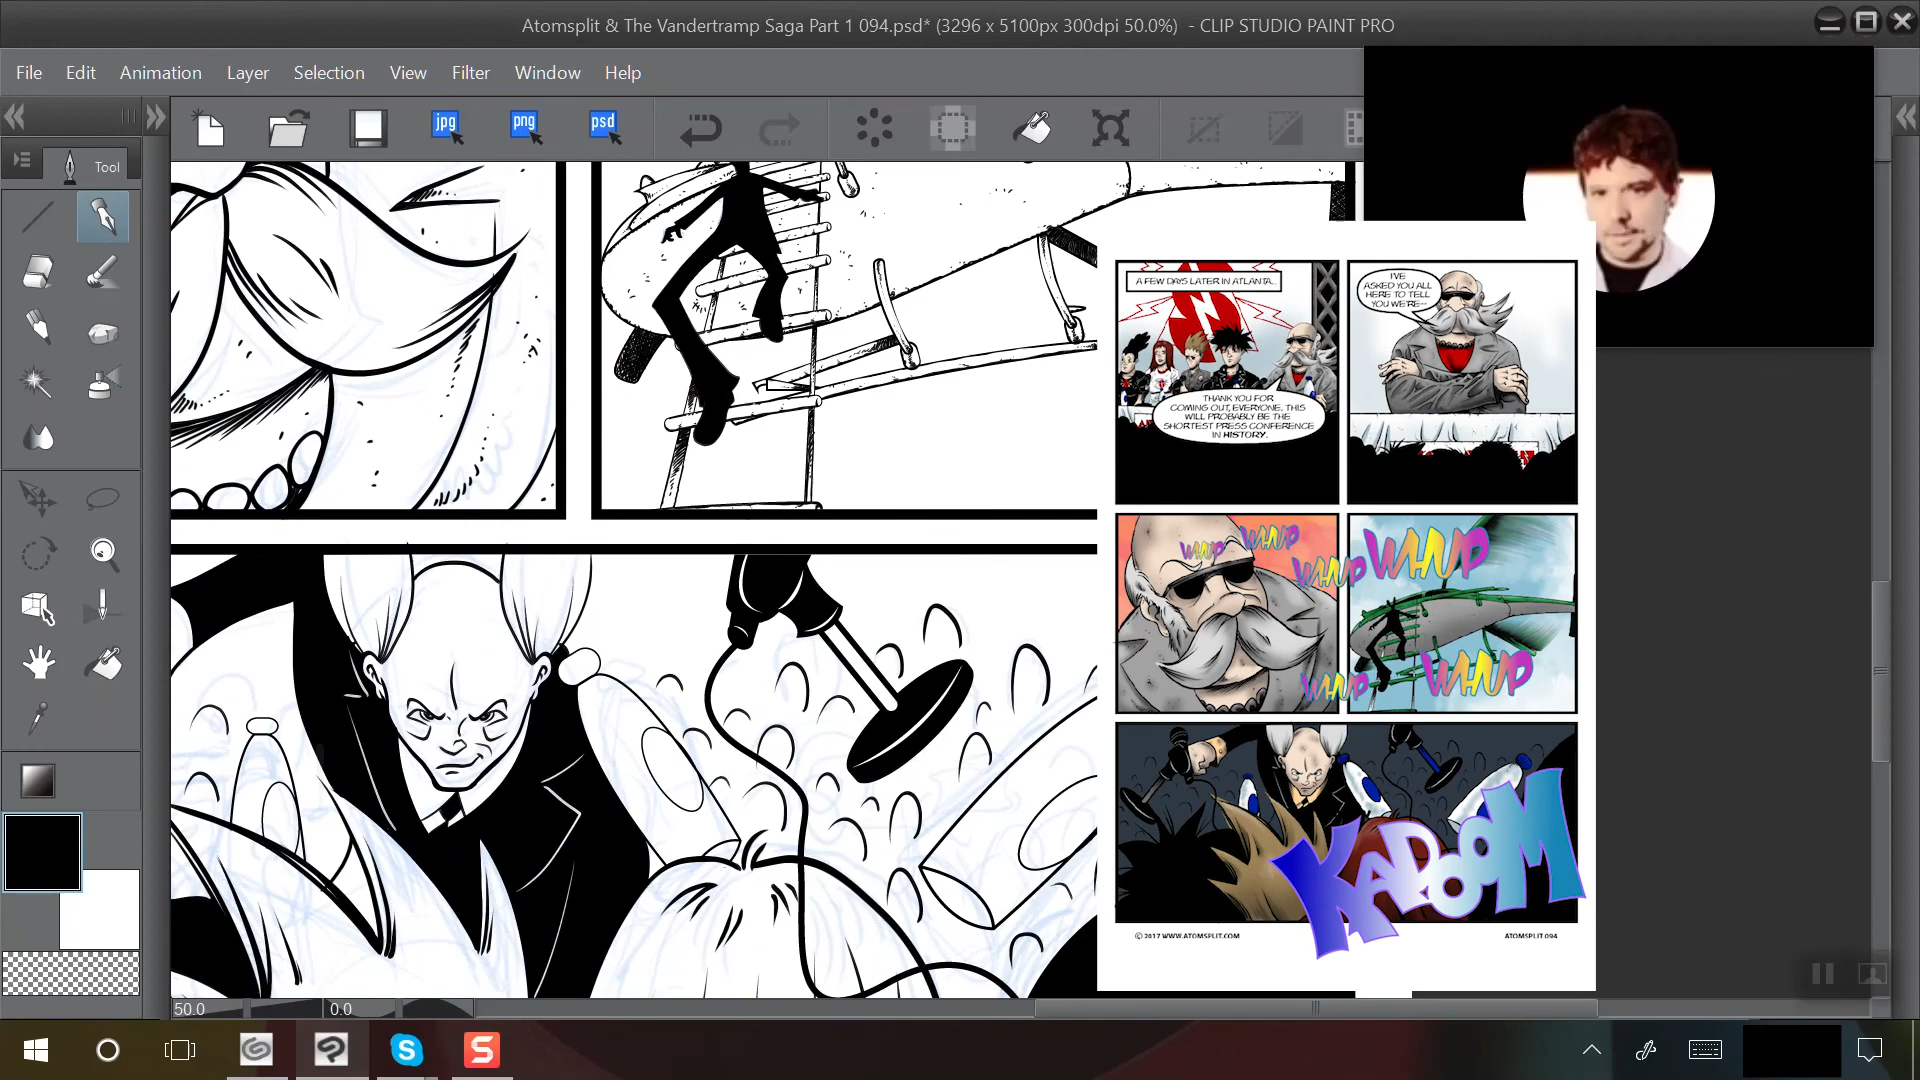 Atomsplit & The Vandertramp Saga Part 1 094.psd* (3296 x 5100px 300dpi 50.0%) - CLIP STUDIO PAINT PRO
File Edit Animation Layer Selection View Filter Window Help
jpg png psd
Tool
A FEW DAYS LATER IN ATLANTA...
THANK YOU FOR
COMING OUT, EVERYONE. THIS
WILL PROBABLY BE THE
SHORTEST PRESS CONFERENCE
IN HISTORY.
I'VE
ASKED YOU ALL
HERE TO TELL
YOU WE'RE--
WHUP
WHUP
WHUP
WHUP
WHUP
WHUP
KABOOM
© 2017 WWW.ATOMSPLIT.COM
ATOMSPLIT 094
50.0
0.0
S
S